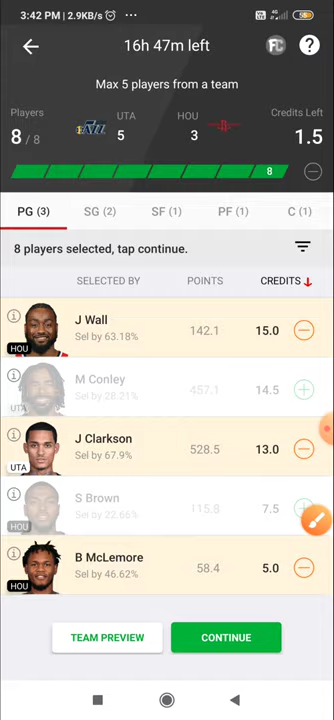 3:42 PM | 2.9KB/s
55
16h 47m left
FC
?
Max 5 players from a team
Players
8 / 8
UTA
5
HOU
3
Credits Left
1.5
8
PG (3)
SG (2)
SF (1)
PF (1)
C (1)
8 players selected, tap continue.
SELECTED BY
POINTS
CREDITS
J Wall
Sel by 63.18%
142.1
15.0
HOU
M Conley
Sel by 28.21%
457.1
14.5
UTA
J Clarkson
Sel by 67.9%
528.5
13.0
UTA
S Brown
Sel by 22.66%
115.8
7.5
HOU
B McLemore
Sel by 46.62%
58.4
5.0
HOU
TEAM PREVIEW
CONTINUE